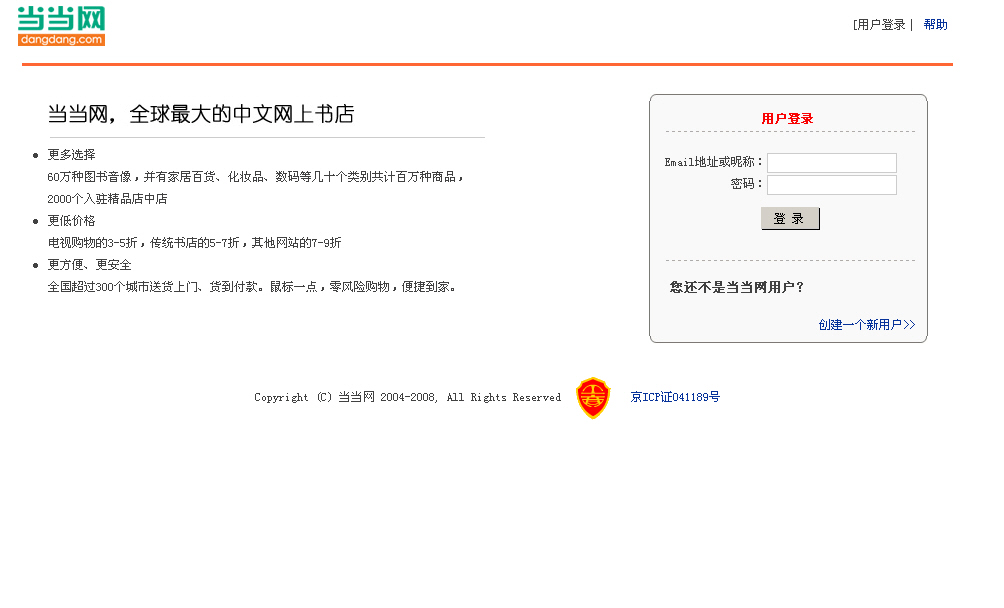 当当网
dangdang.com
[用户登录 | 帮助
当当网，全球最大的中文网上书店
更多选择
60万种图书音像，并有家居百货、化妆品、数码等几十个类别共计百万种商品，
2000个入驻精品店中店
更低价格
电视购物的3-5折，传统书店的5-7折，其他网站的7-9折
更方便、更安全
全国超过300个城市送货上门、货到付款。鼠标一点，零风险购物，便捷到家。
用户登录
Email地址或昵称：
密码：
登 录
您还不是当当网用户？
创建一个新用户>>
Copyright (C) 当当网 2004-2008, All Rights Reserved
京ICP证041189号